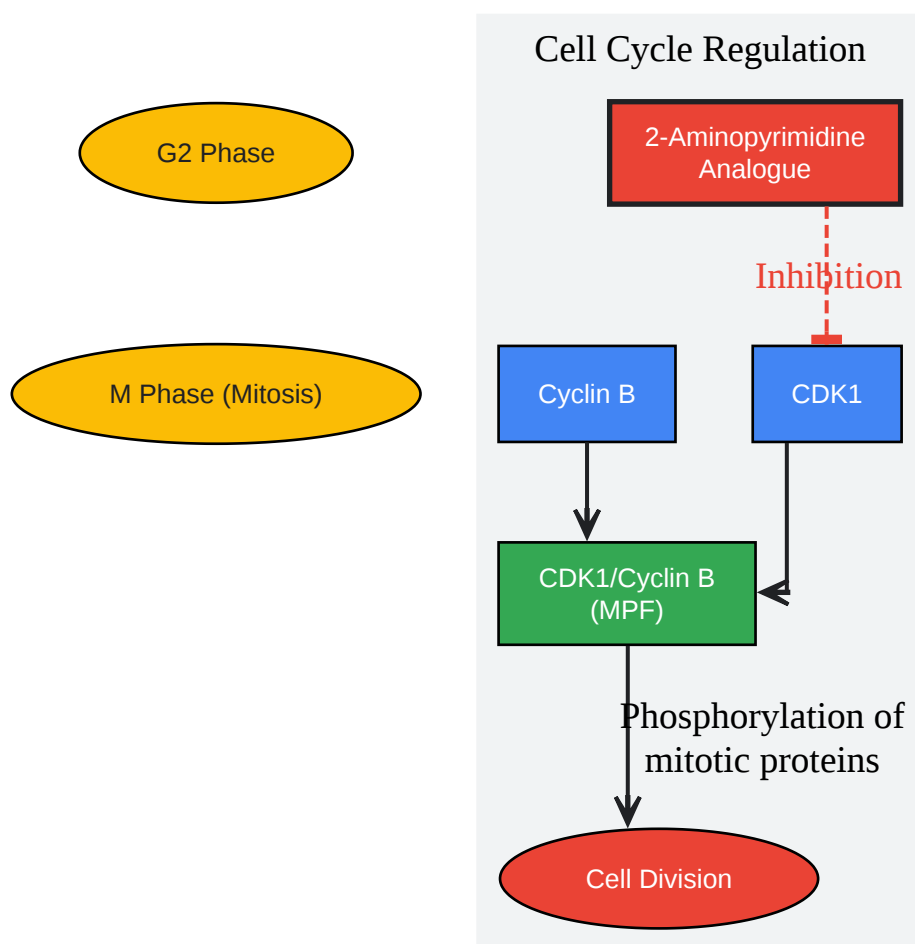 Cell Cycle Regulation
G2 Phase
2-Aminopyrimidine
Analogue
Inhibition
M Phase (Mitosis)
Cyclin B
CDK1
CDK1/Cyclin B
(MPF)
Phosphorylation of
mitotic proteins
Cell Division